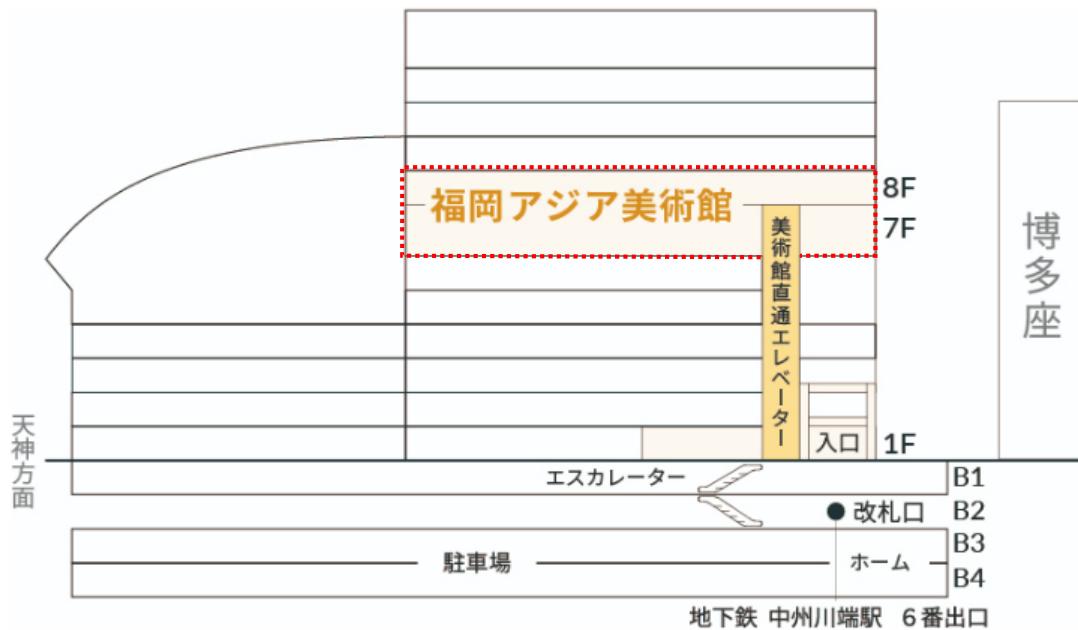 福岡アジア美術館
8F
7F
美術館直通エレベーター
博多座
天神方面
入口
1F
エスカレーター
B1
改札口
B2
B3
駐車場
ホーム
B4
地下鉄 中州川端駅 6番出口